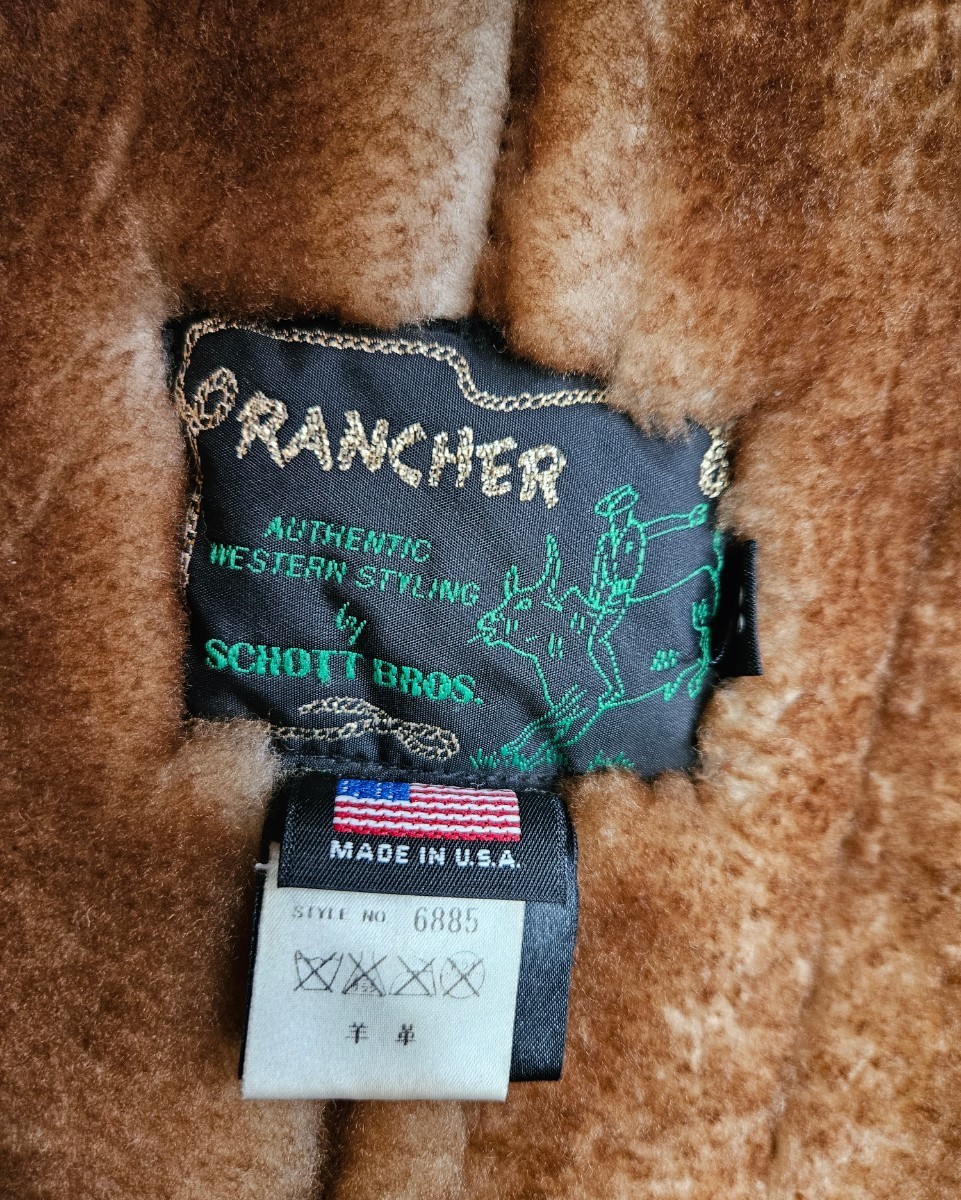 RANCHER
AUTHENTIC
WESTERN STYLING
by
SCHOTT BROS.
MADE IN U.S.A.
STYLE NO 6885
羊 革